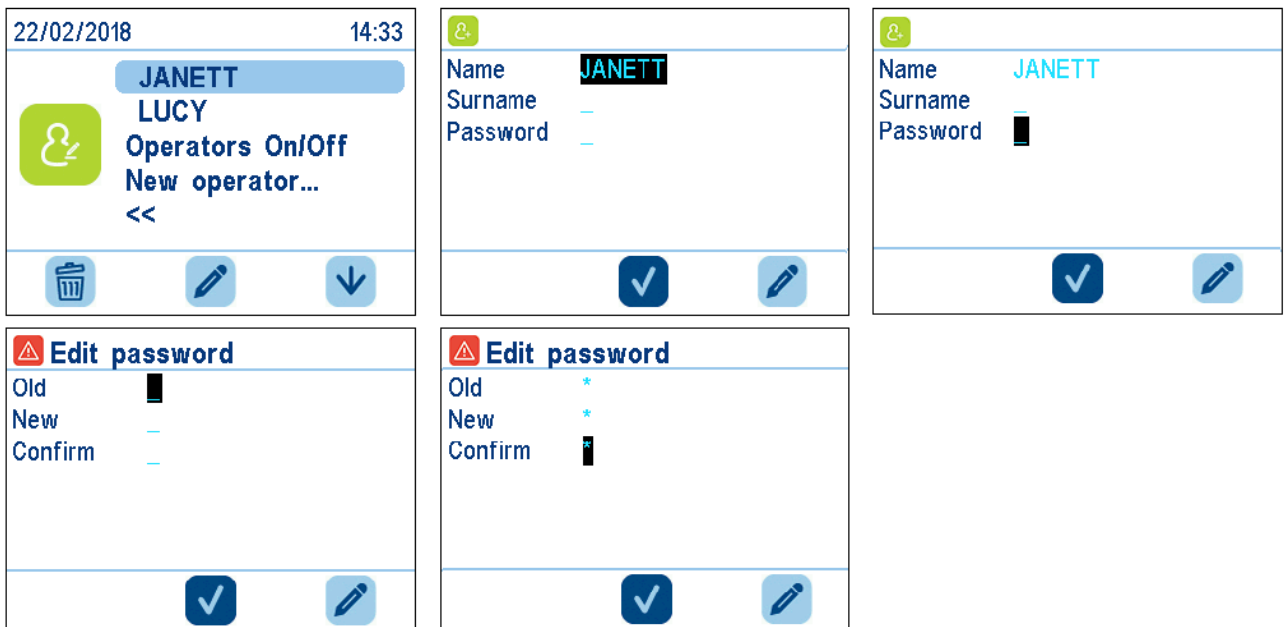 22/02/2018 14:33
JANETT
LUCY
Operators On/Off
New operator...
<<
Name JANETT
Surname _
Password _
Name JANETT
Surname _
Password _
Edit password
Old _
New _
Confirm _
Edit password
Old *
New *
Confirm *